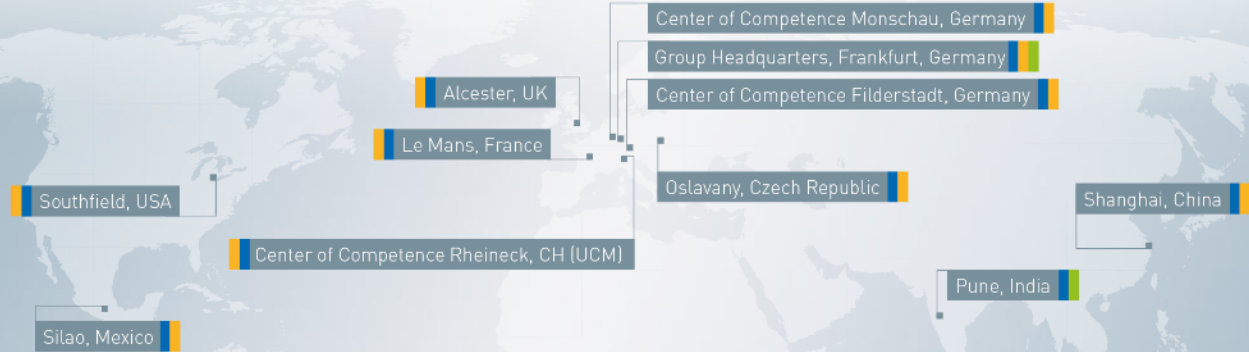 Center of Competence Monschau, Germany
Group Headquarters, Frankfurt, Germany
Alcester, UK
Center of Competence Filderstadt, Germany
Le Mans, France
Oslavany, Czech Republic
Southfield, USA
Shanghai, China
Center of Competence Rheineck, CH (UCM)
Pune, India
Silao, Mexico